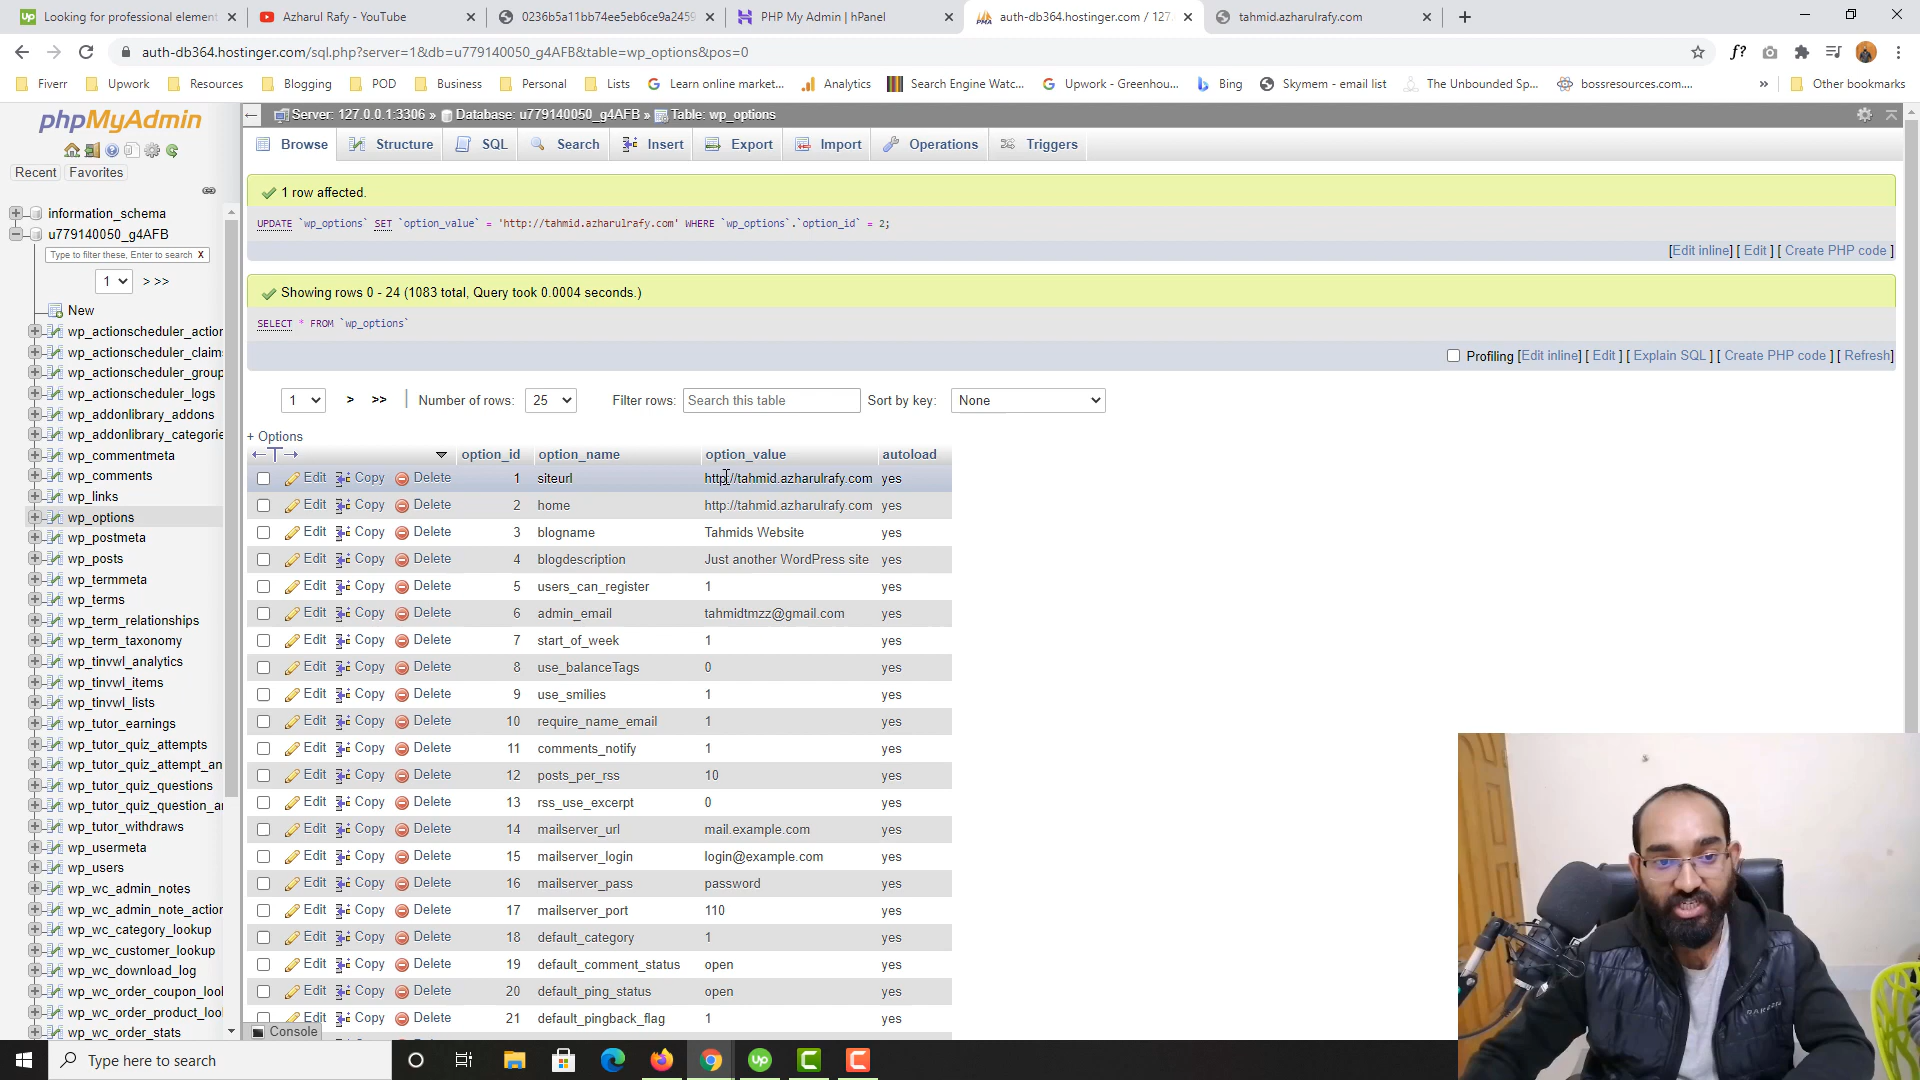 Looking for professional element
Azharul Rafy - YouTube
0236b5a11bb74ee5eb6ce9a2459
PHP My Admin | hPanel
auth-db364.hostinger.com / 127.
tahmid.azharulrafy.com
auth-db364.hostinger.com/sql.php?server=1&db=u779140050_g4AFB&table=wp_options&pos=0
Fiverr Upwork Resources Blogging POD Business Personal Lists Learn online market... Analytics Search Engine Watc... Upwork - Greenhou... Bing Skymem - email list The Unbounded Sp... bossresources.com... » Other bookmarks
phpMyAdmin
Recent Favorites
information_schema
u779140050_g4AFB
Type to filter these, Enter to search X
1 > >>
New
wp_actionscheduler_action
wp_actionscheduler_claims
wp_actionscheduler_group
wp_actionscheduler_logs
wp_addonlibrary_addons
wp_addonlibrary_categorie
wp_commentmeta
wp_comments
wp_links
wp_options
wp_postmeta
wp_posts
wp_termmeta
wp_terms
wp_term_relationships
wp_term_taxonomy
wp_tinvwl_analytics
wp_tinvwl_items
wp_tinvwl_lists
wp_tutor_earnings
wp_tutor_quiz_attempts
wp_tutor_quiz_attempt_an
wp_tutor_quiz_questions
wp_tutor_quiz_question_a
wp_tutor_withdraws
wp_usermeta
wp_users
wp_wc_admin_notes
wp_wc_admin_note_action
wp_wc_category_lookup
wp_wc_customer_lookup
wp_wc_download_log
wp_wc_order_coupon_lool
wp_wc_order_product_loo
wp_wc_order_stats
Server: 127.0.0.1:3306 » Database: u779140050_g4AFB » Table: wp_options
Browse Structure SQL Search Insert Export Import Operations Triggers
1 row affected.
UPDATE `wp_options` SET `option_value` = 'http://tahmid.azharulrafy.com' WHERE `wp_options`.`option_id` = 2;
[Edit inline] [ Edit ] [ Create PHP code ]
Showing rows 0 - 24 (1083 total, Query took 0.0004 seconds.)
SELECT * FROM `wp_options`
Profiling [Edit inline] [ Edit ] [ Explain SQL ] [ Create PHP code ] [ Refresh]
1 > >> | Number of rows: 25 Filter rows: Search this table Sort by key: None
+ Options
option_id option_name option_value autoload
Edit Copy Delete 1 siteurl http://tahmid.azharulrafy.com yes
Edit Copy Delete 2 home http://tahmid.azharulrafy.com yes
Edit Copy Delete 3 blogname Tahmids Website yes
Edit Copy Delete 4 blogdescription Just another WordPress site yes
Edit Copy Delete 5 users_can_register 1 yes
Edit Copy Delete 6 admin_email tahmidtmzz@gmail.com yes
Edit Copy Delete 7 start_of_week 1 yes
Edit Copy Delete 8 use_balanceTags 0 yes
Edit Copy Delete 9 use_smilies 1 yes
Edit Copy Delete 10 require_name_email 1 yes
Edit Copy Delete 11 comments_notify 1 yes
Edit Copy Delete 12 posts_per_rss 10 yes
Edit Copy Delete 13 rss_use_excerpt 0 yes
Edit Copy Delete 14 mailserver_url mail.example.com yes
Edit Copy Delete 15 mailserver_login login@example.com yes
Edit Copy Delete 16 mailserver_pass password yes
Edit Copy Delete 17 mailserver_port 110 yes
Edit Copy Delete 18 default_category 1 yes
Edit Copy Delete 19 default_comment_status open yes
Edit Copy Delete 20 default_ping_status open yes
Edit Copy Delete 21 default_pingback_flag 1 yes
Console
Type here to search